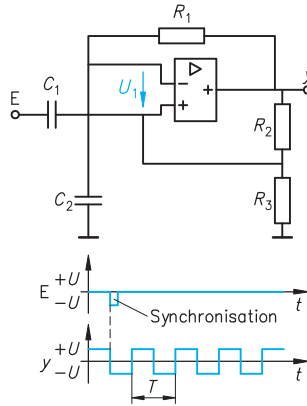 R1
E
C1
U1
▷
−
+
+
y
R2
C2
R3
E
+U
−U
Synchronisation
t
y
+U
−U
T
t